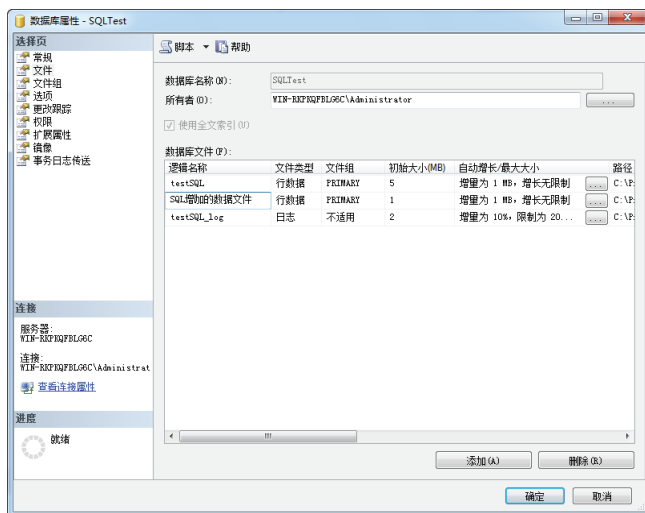 数据库属性 - SQLTest
选择页
常规
文件
文件组
选项
更改跟踪
权限
扩展属性
镜像
事务日志传送
脚本 帮助
数据库名称(N): SQLTest
所有者(O): WIN-RKPKQFBLG6C\Administrator ...
使用全文索引(U)
数据库文件(F):
逻辑名称 文件类型 文件组 初始大小(MB) 自动增长/最大大小 路径
testSQL 行数据 PRIMARY 5 增量为 1 MB，增长无限制 ... C:\P
SQL增加的数据文件 行数据 PRIMARY 1 增量为 1 MB，增长无限制 ... C:\P
testSQL_log 日志 不适用 2 增量为 10%，限制为 20... ... C:\P
连接
服务器:
WIN-RKPKQFBLG6C
连接:
WIN-RKPKQFBLG6C\Administrat
查看连接属性
进度
就绪
添加(A) 删除(R)
确定 取消